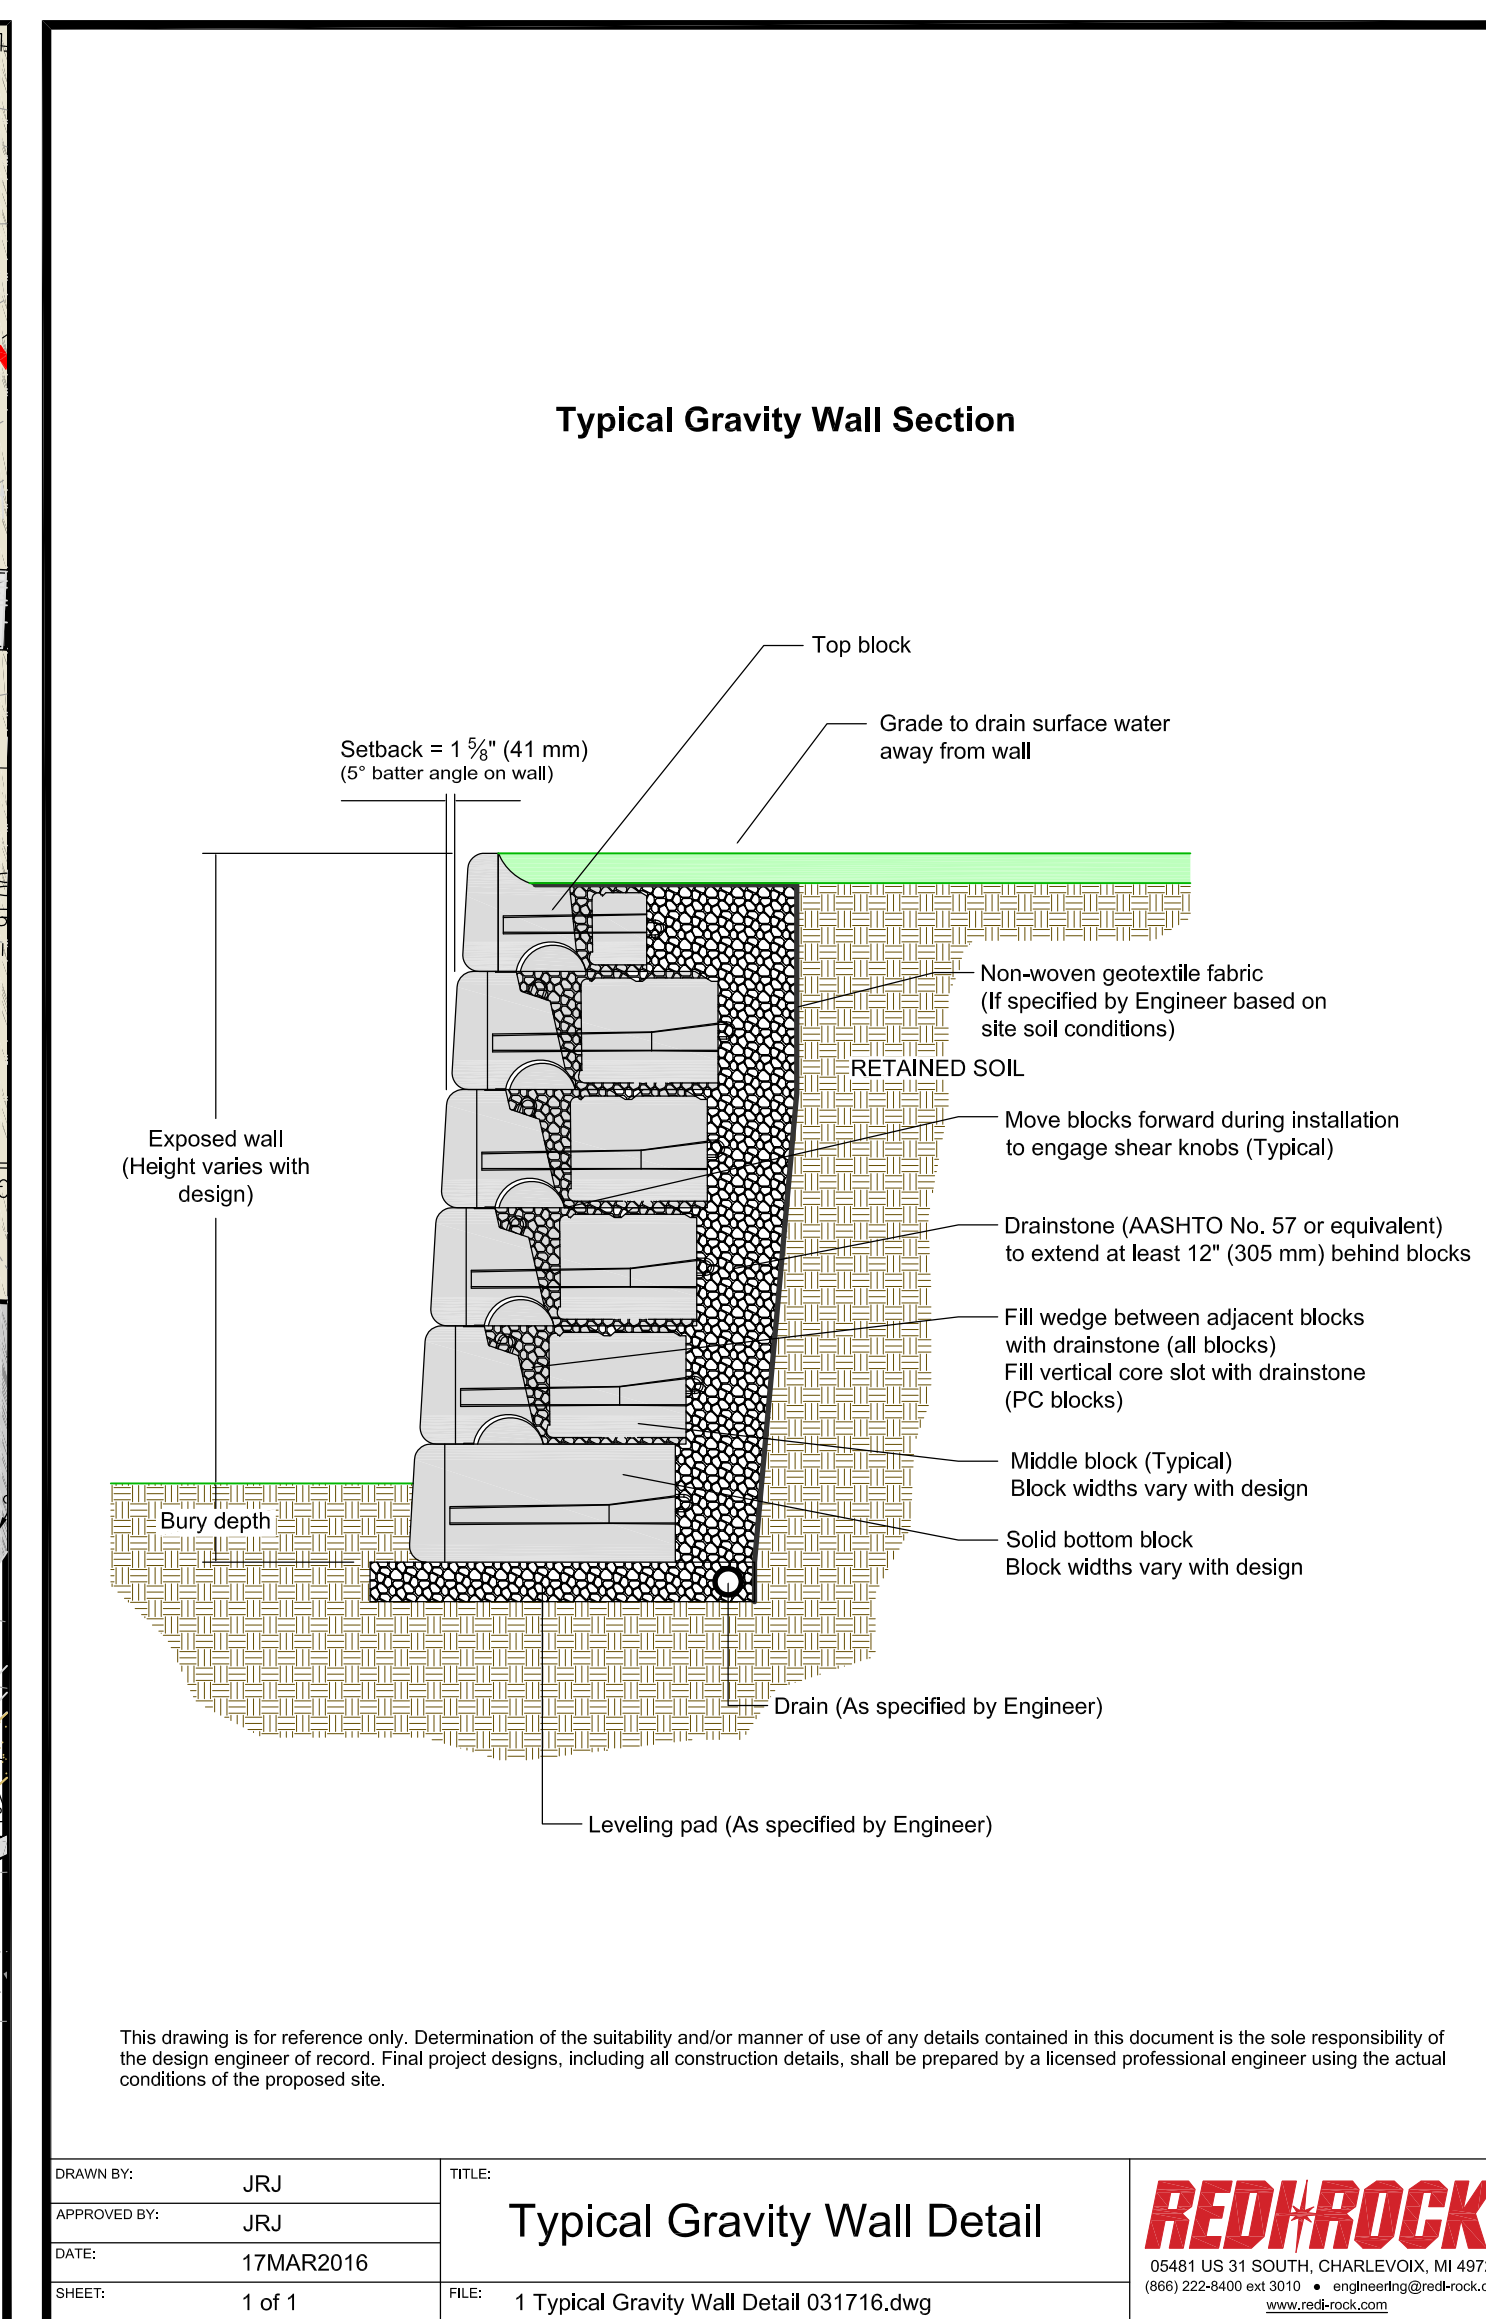 Typical Gravity Wall Section
Top block
Grade to drain surface water
away from wall
Setback = 1 5⁄8" (41 mm)
(5° batter angle on wall)
Non-woven geotextile fabric
(If specified by Engineer based on
site soil conditions)
RETAINED SOIL
Move blocks forward during installation
to engage shear knobs (Typical)
Exposed wall
(Height varies with
design)
Drainstone (AASHTO No. 57 or equivalent)
to extend at least 12" (305 mm) behind blocks
Fill wedge between adjacent blocks
with drainstone (all blocks)
Fill vertical core slot with drainstone
(PC blocks)
Middle block (Typical)
Block widths vary with design
Bury depth
Solid bottom block
Block widths vary with design
Drain (As specified by Engineer)
Leveling pad (As specified by Engineer)
This drawing is for reference only. Determination of the suitability and/or manner of use of any details contained in this document is the sole responsibility of
the design engineer of record. Final project designs, including all construction details, shall be prepared by a licensed professional engineer using the actual
conditions of the proposed site.
DRAWN BY: JRJ
APPROVED BY: JRJ
DATE: 17MAR2016
SHEET: 1 of 1
TITLE:
Typical Gravity Wall Detail
FILE: 1 Typical Gravity Wall Detail 031716.dwg
REDI-ROCK
05481 US 31 SOUTH, CHARLEVOIX, MI
(866) 222-8400 ext 3010 ●
www.redi-rock.com